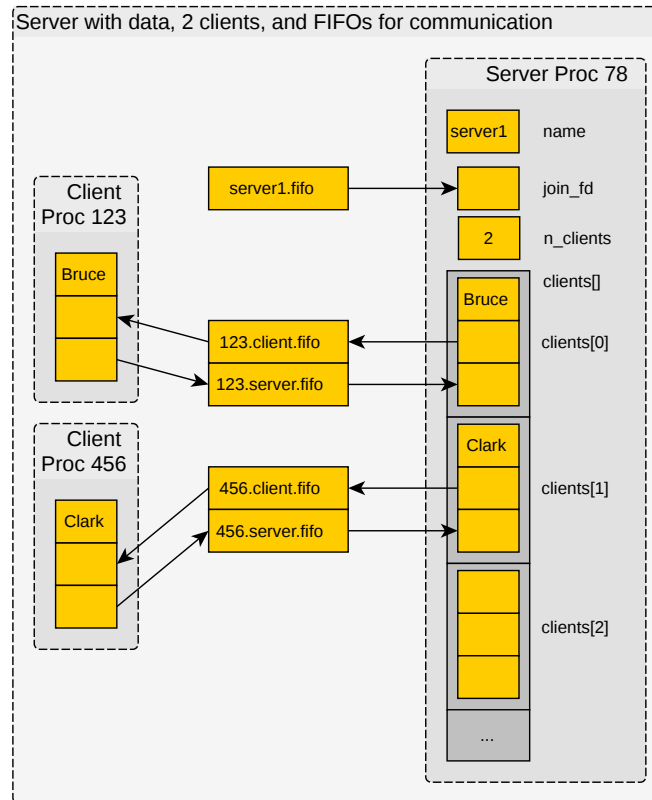 Server with data, 2 clients, and FIFOs for communication
Server Proc 78
server1
name
server1.fifo
join_fd
2
n_clients
Client
Proc 123
Bruce
123.client.fifo
123.server.fifo
clients[]
Bruce
clients[0]
Client
Proc 456
Clark
456.client.fifo
456.server.fifo
Clark
clients[1]
clients[2]
...